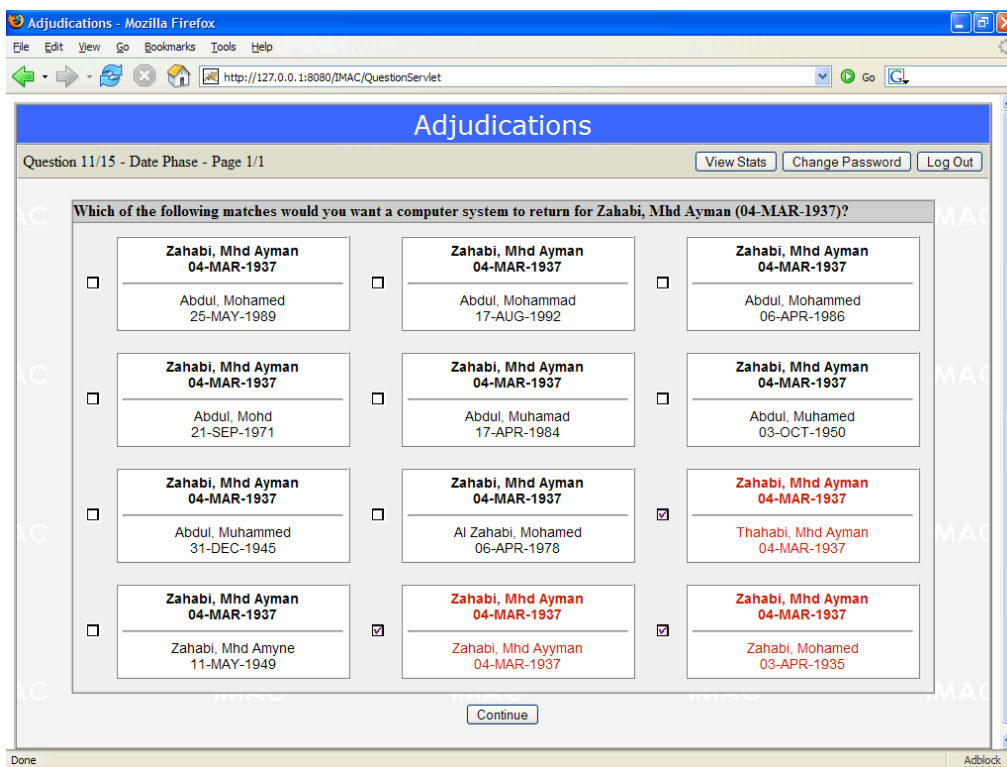 Adjudications - Mozilla Firefox
File Edit View Go Bookmarks Tools Help
http://127.0.0.1:8080/IMAC/QuestionServlet
Go
G
Adjudications
Question 11/15 - Date Phase - Page 1/1
View Stats
Change Password
Log Out
Which of the following matches would you want a computer system to return for Zahabi, Mhd Ayman (04-MAR-1937)?
Zahabi, Mhd Ayman
04-MAR-1937
Abdul, Mohamed
25-MAY-1989
Zahabi, Mhd Ayman
04-MAR-1937
Abdul, Mohammad
17-AUG-1992
Zahabi, Mhd Ayman
04-MAR-1937
Abdul, Mohammed
06-APR-1986
Zahabi, Mhd Ayman
04-MAR-1937
Abdul, Mohd
21-SEP-1971
Zahabi, Mhd Ayman
04-MAR-1937
Abdul, Muhamad
17-APR-1984
Zahabi, Mhd Ayman
04-MAR-1937
Abdul, Muhamed
03-OCT-1950
Zahabi, Mhd Ayman
04-MAR-1937
Abdul, Muhammed
31-DEC-1945
Zahabi, Mhd Ayman
04-MAR-1937
Al Zahabi, Mohamed
06-APR-1978
Zahabi, Mhd Ayman
04-MAR-1937
Thahabi, Mhd Ayman
04-MAR-1937
Zahabi, Mhd Ayman
04-MAR-1937
Zahabi, Mhd Amyne
11-MAY-1949
Zahabi, Mhd Ayman
04-MAR-1937
Zahabi, Mhd Ayyman
04-MAR-1937
Zahabi, Mhd Ayman
04-MAR-1937
Zahabi, Mohamed
03-APR-1935
Continue
Done
Adblock